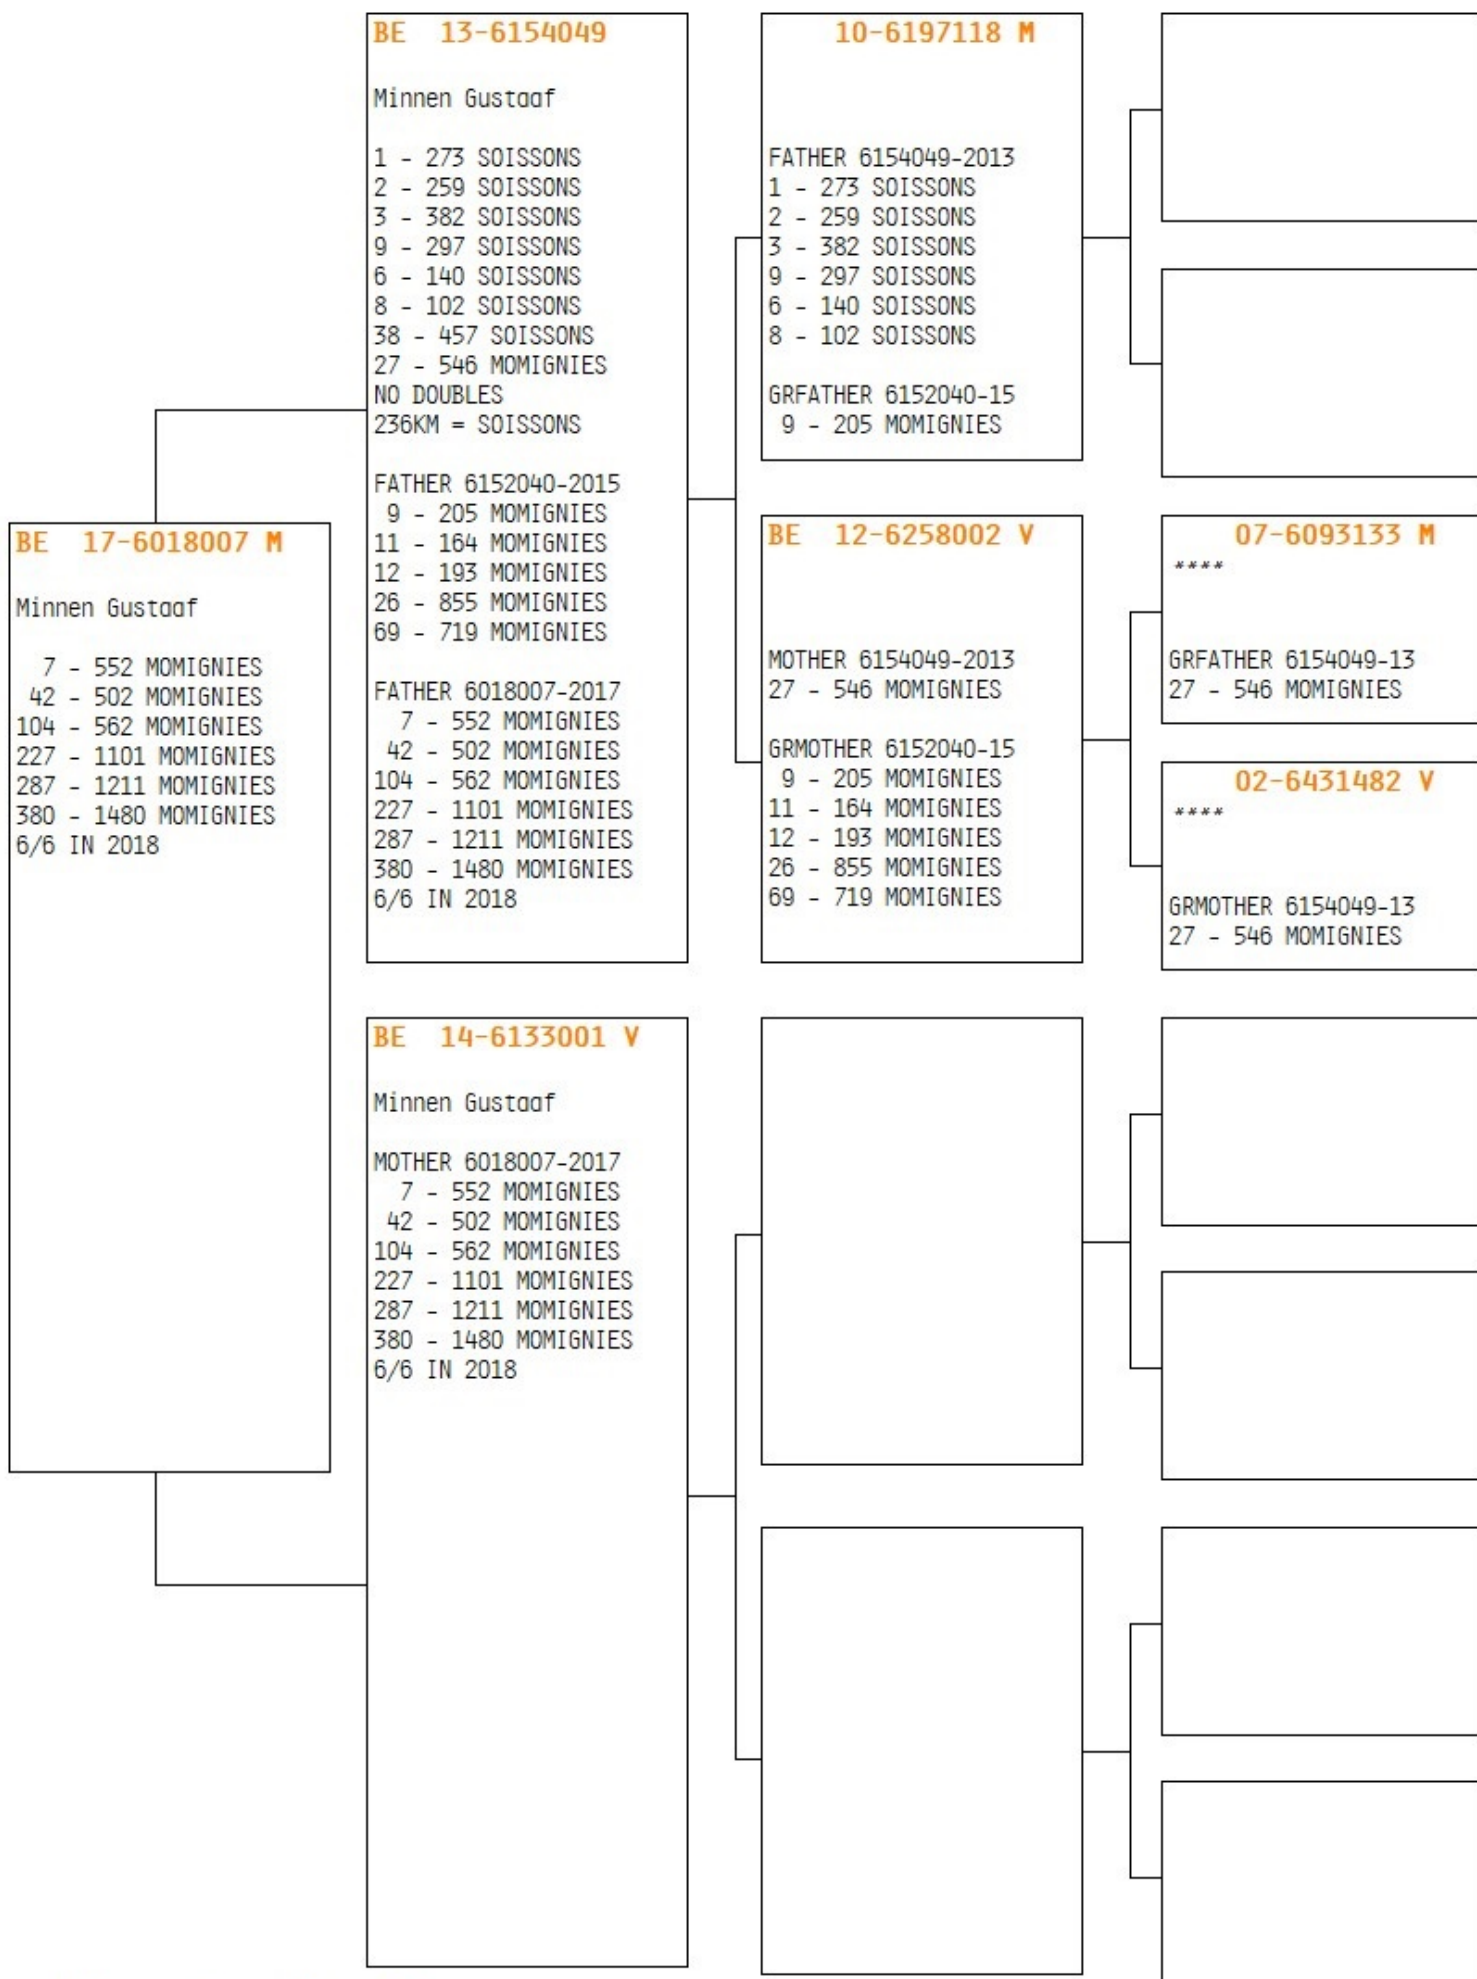 BE 17-6018007 M
Minnen Gustaaf
7 - 552 MOMIGNIES
42 - 502 MOMIGNIES
104 - 562 MOMIGNIES
227 - 1101 MOMIGNIES
287 - 1211 MOMIGNIES
380 - 1480 MOMIGNIES
6/6 IN 2018
BE 13-6154049
Minnen Gustaaf
1 - 273 SOISSONS
2 - 259 SOISSONS
3 - 382 SOISSONS
9 - 297 SOISSONS
6 - 140 SOISSONS
8 - 102 SOISSONS
38 - 457 SOISSONS
27 - 546 MOMIGNIES
NO DOUBLES
236KM = SOISSONS
FATHER 6152040-2015
9 - 205 MOMIGNIES
11 - 164 MOMIGNIES
12 - 193 MOMIGNIES
26 - 855 MOMIGNIES
69 - 719 MOMIGNIES
FATHER 6018007-2017
7 - 552 MOMIGNIES
42 - 502 MOMIGNIES
104 - 562 MOMIGNIES
227 - 1101 MOMIGNIES
287 - 1211 MOMIGNIES
380 - 1480 MOMIGNIES
6/6 IN 2018
BE 14-6133001 V
Minnen Gustaaf
MOTHER 6018007-2017
7 - 552 MOMIGNIES
42 - 502 MOMIGNIES
104 - 562 MOMIGNIES
227 - 1101 MOMIGNIES
287 - 1211 MOMIGNIES
380 - 1480 MOMIGNIES
6/6 IN 2018
10-6197118 M
FATHER 6154049-2013
1 - 273 SOISSONS
2 - 259 SOISSONS
3 - 382 SOISSONS
9 - 297 SOISSONS
6 - 140 SOISSONS
8 - 102 SOISSONS
GRFATHER 6152040-15
9 - 205 MOMIGNIES
BE 12-6258002 V
MOTHER 6154049-2013
27 - 546 MOMIGNIES
GRMOTHER 6152040-15
9 - 205 MOMIGNIES
11 - 164 MOMIGNIES
12 - 193 MOMIGNIES
26 - 855 MOMIGNIES
69 - 719 MOMIGNIES
07-6093133 M
****
GRFATHER 6154049-13
27 - 546 MOMIGNIES
02-6431482 V
****
GRMOTHER 6154049-13
27 - 546 MOMIGNIES